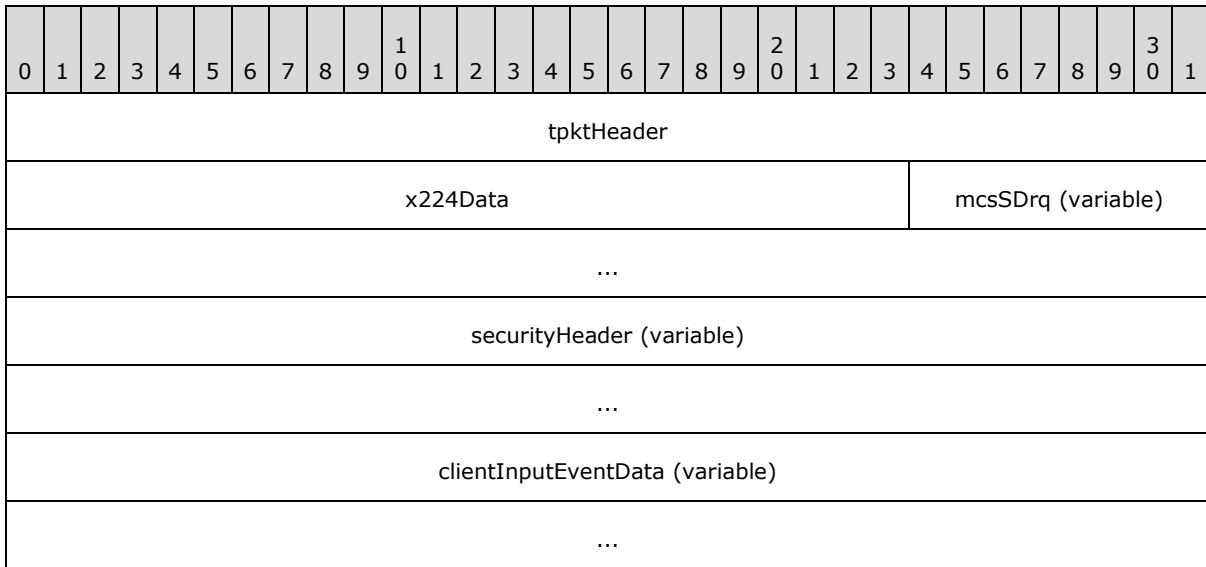 0 1 2 3 4 5 6 7 8 9 1 0 1 2 3 4 5 6 7 8 9 2 0 1 2 3 4 5 6 7 8 9 3 0 1
tpktHeader
x224Data mcsSDrq (variable)
...
securityHeader (variable)
...
clientInputEventData (variable)
...